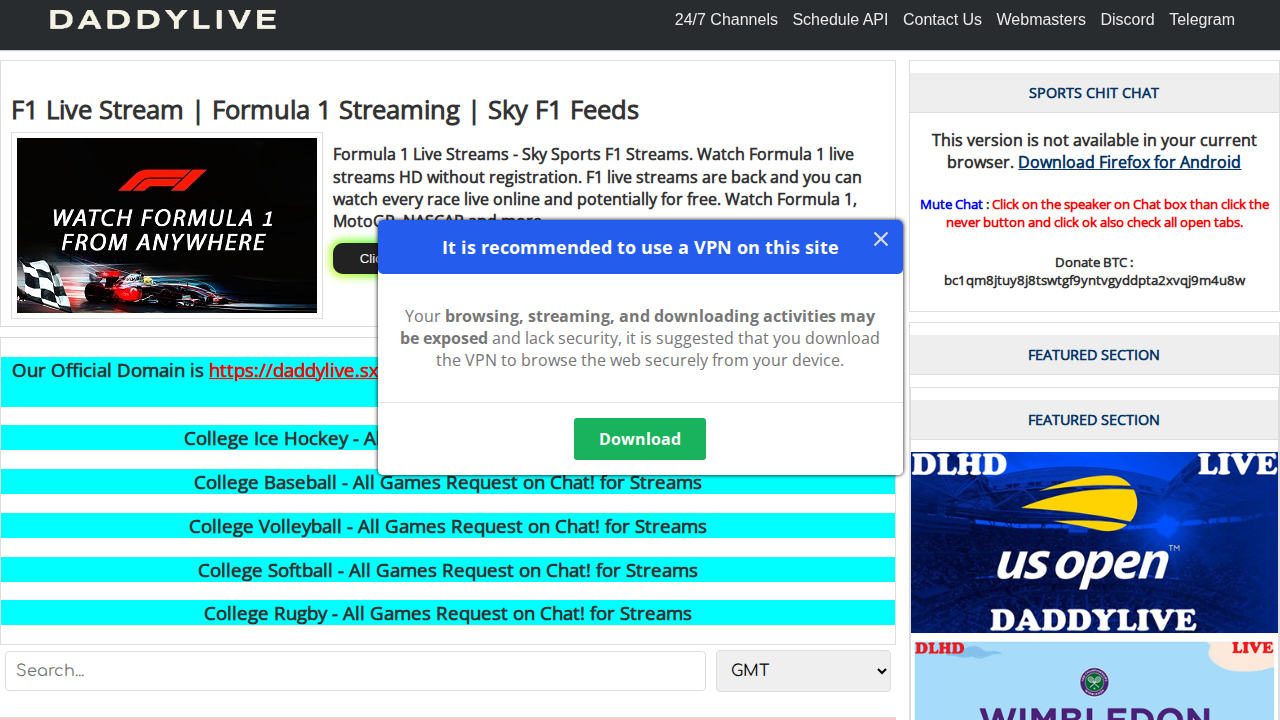 DADDYLIVE
24/7 Channels Schedule API Contact Us Webmasters Discord Telegram
F1 Live Stream | Formula 1 Streaming | Sky F1 Feeds
WATCH FORMULA 1
FROM ANYWHERE
Formula 1 Live Streams - Sky Sports F1 Streams. Watch Formula 1 live
streams HD without registration. F1 live streams are back and you can
watch every race live online and potentially for free. Watch Formula 1,
MotoGP, NASCAR and more
It is recommended to use a VPN on this site
Your browsing, streaming, and downloading activities may
be exposed and lack security, it is suggested that you download
the VPN to browse the web securely from your device.
Download
Our Official Domain is https://daddylive.sx
College Ice Hockey -
College Baseball - All Games Request on Chat! for Streams
College Volleyball - All Games Request on Chat! for Streams
College Softball - All Games Request on Chat! for Streams
College Rugby - All Games Request on Chat! for Streams
Search...
GMT
SPORTS CHIT CHAT
This version is not available in your current
browser. Download Firefox for Android
Mute Chat : Click on the speaker on Chat box than click the
never button and click ok also check all open tabs.
Donate BTC :
bc1qm8jtuy8j8tswtgf9yntvgyddpta2xvqj9m4u8w
FEATURED SECTION
FEATURED SECTION
DLHD LIVE
us open
DADDYLIVE
DLHD LIVE
WIMBLEDON